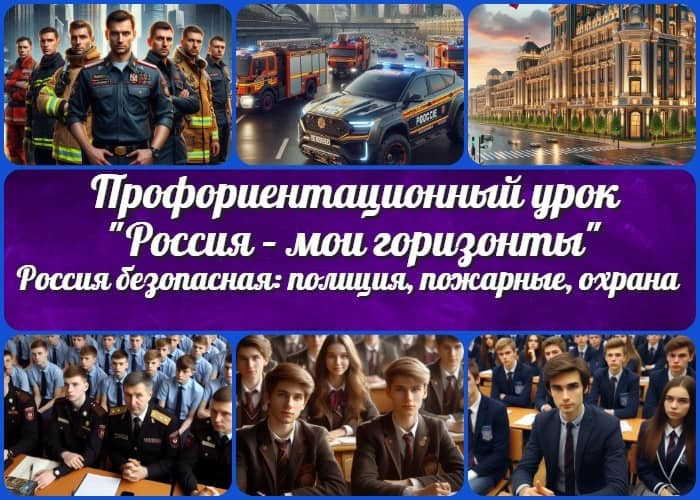 Профориентационный урок
"Россия – мои горизонты"
Россия безопасная: полиция, пожарные, охрана